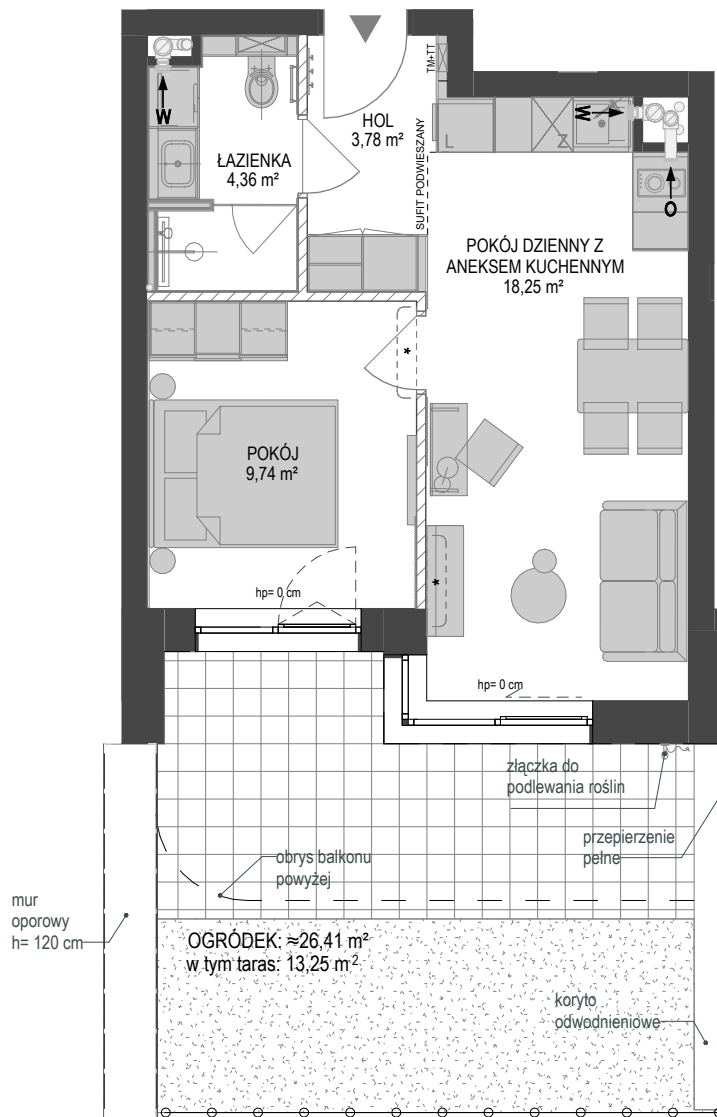 TM+TT
HOL
3,78 m²
W
W
L
Z
ŁAZIENKA
4,36 m²
SUFIT PODWIESZANY
O
POKÓJ DZIENNY Z
ANEKSEM KUCHENNYM
18,25 m²
*
POKÓJ
9,74 m²
*
hp= 0 cm
hp= 0 cm
złączka do
podlewania roślin
przepierzenie
pełne
obrys balkonu
powyżej
mur
oporowy
h= 120 cm
OGRÓDEK: ≈26,41 m²
w tym taras: 13,25 m²
koryto
odwodnieniowe